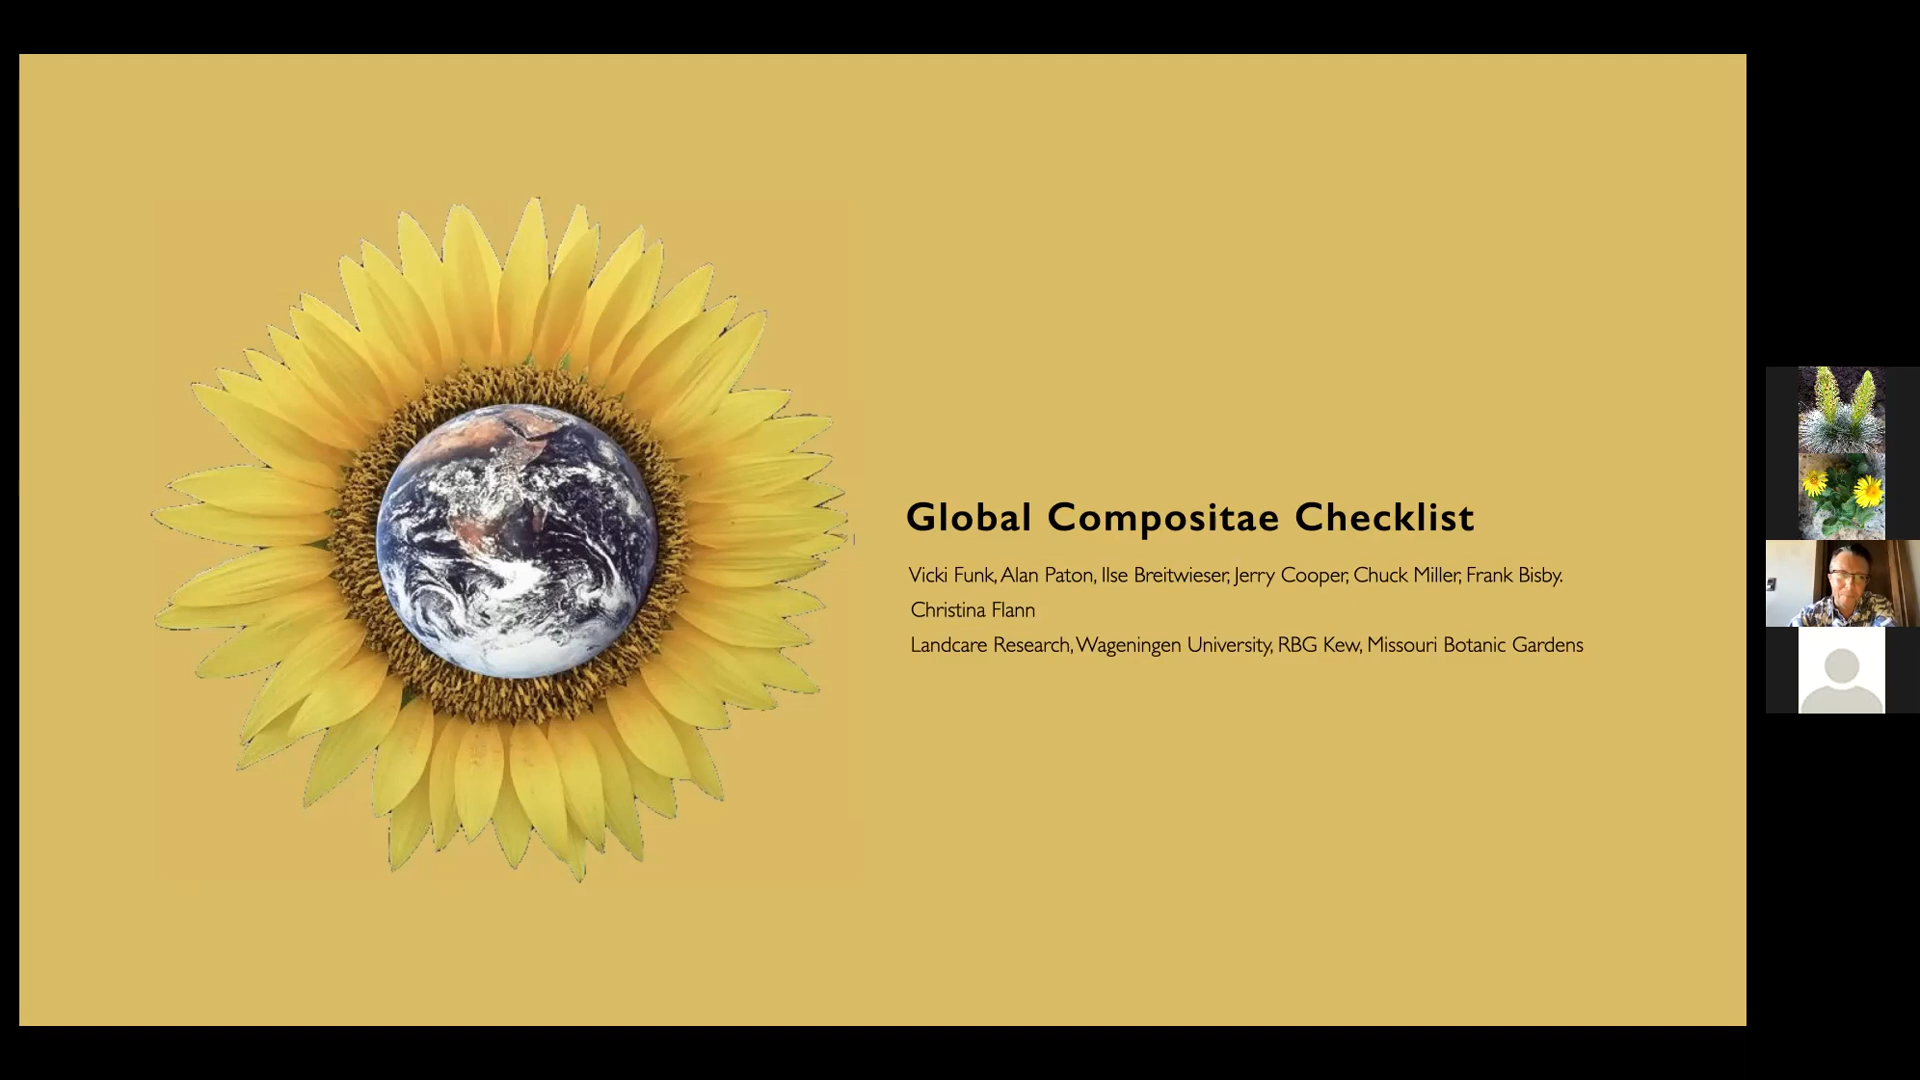 Global Compositae Checklist
Vicki Funk, Alan Paton, Ilse Breitwieser, Jerry Cooper, Chuck Miller, Frank Bisby.
Christina Flann
Landcare Research, Wageningen University, RBG Kew, Missouri Botanic Gardens